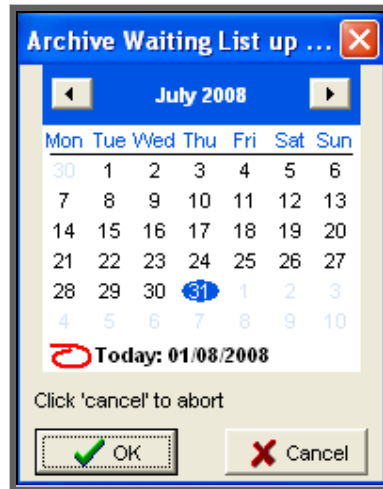 Archive Waiting List up ...
July 2008
Mon Tue Wed Thu Fri Sat Sun
30 1 2 3 4 5 6
7 8 9 10 11 12 13
14 15 16 17 18 19 20
21 22 23 24 25 26 27
28 29 30 31 1 2 3
4 5 6 7 8 9 10
Today: 01/08/2008
Click 'cancel' to abort
OK Cancel